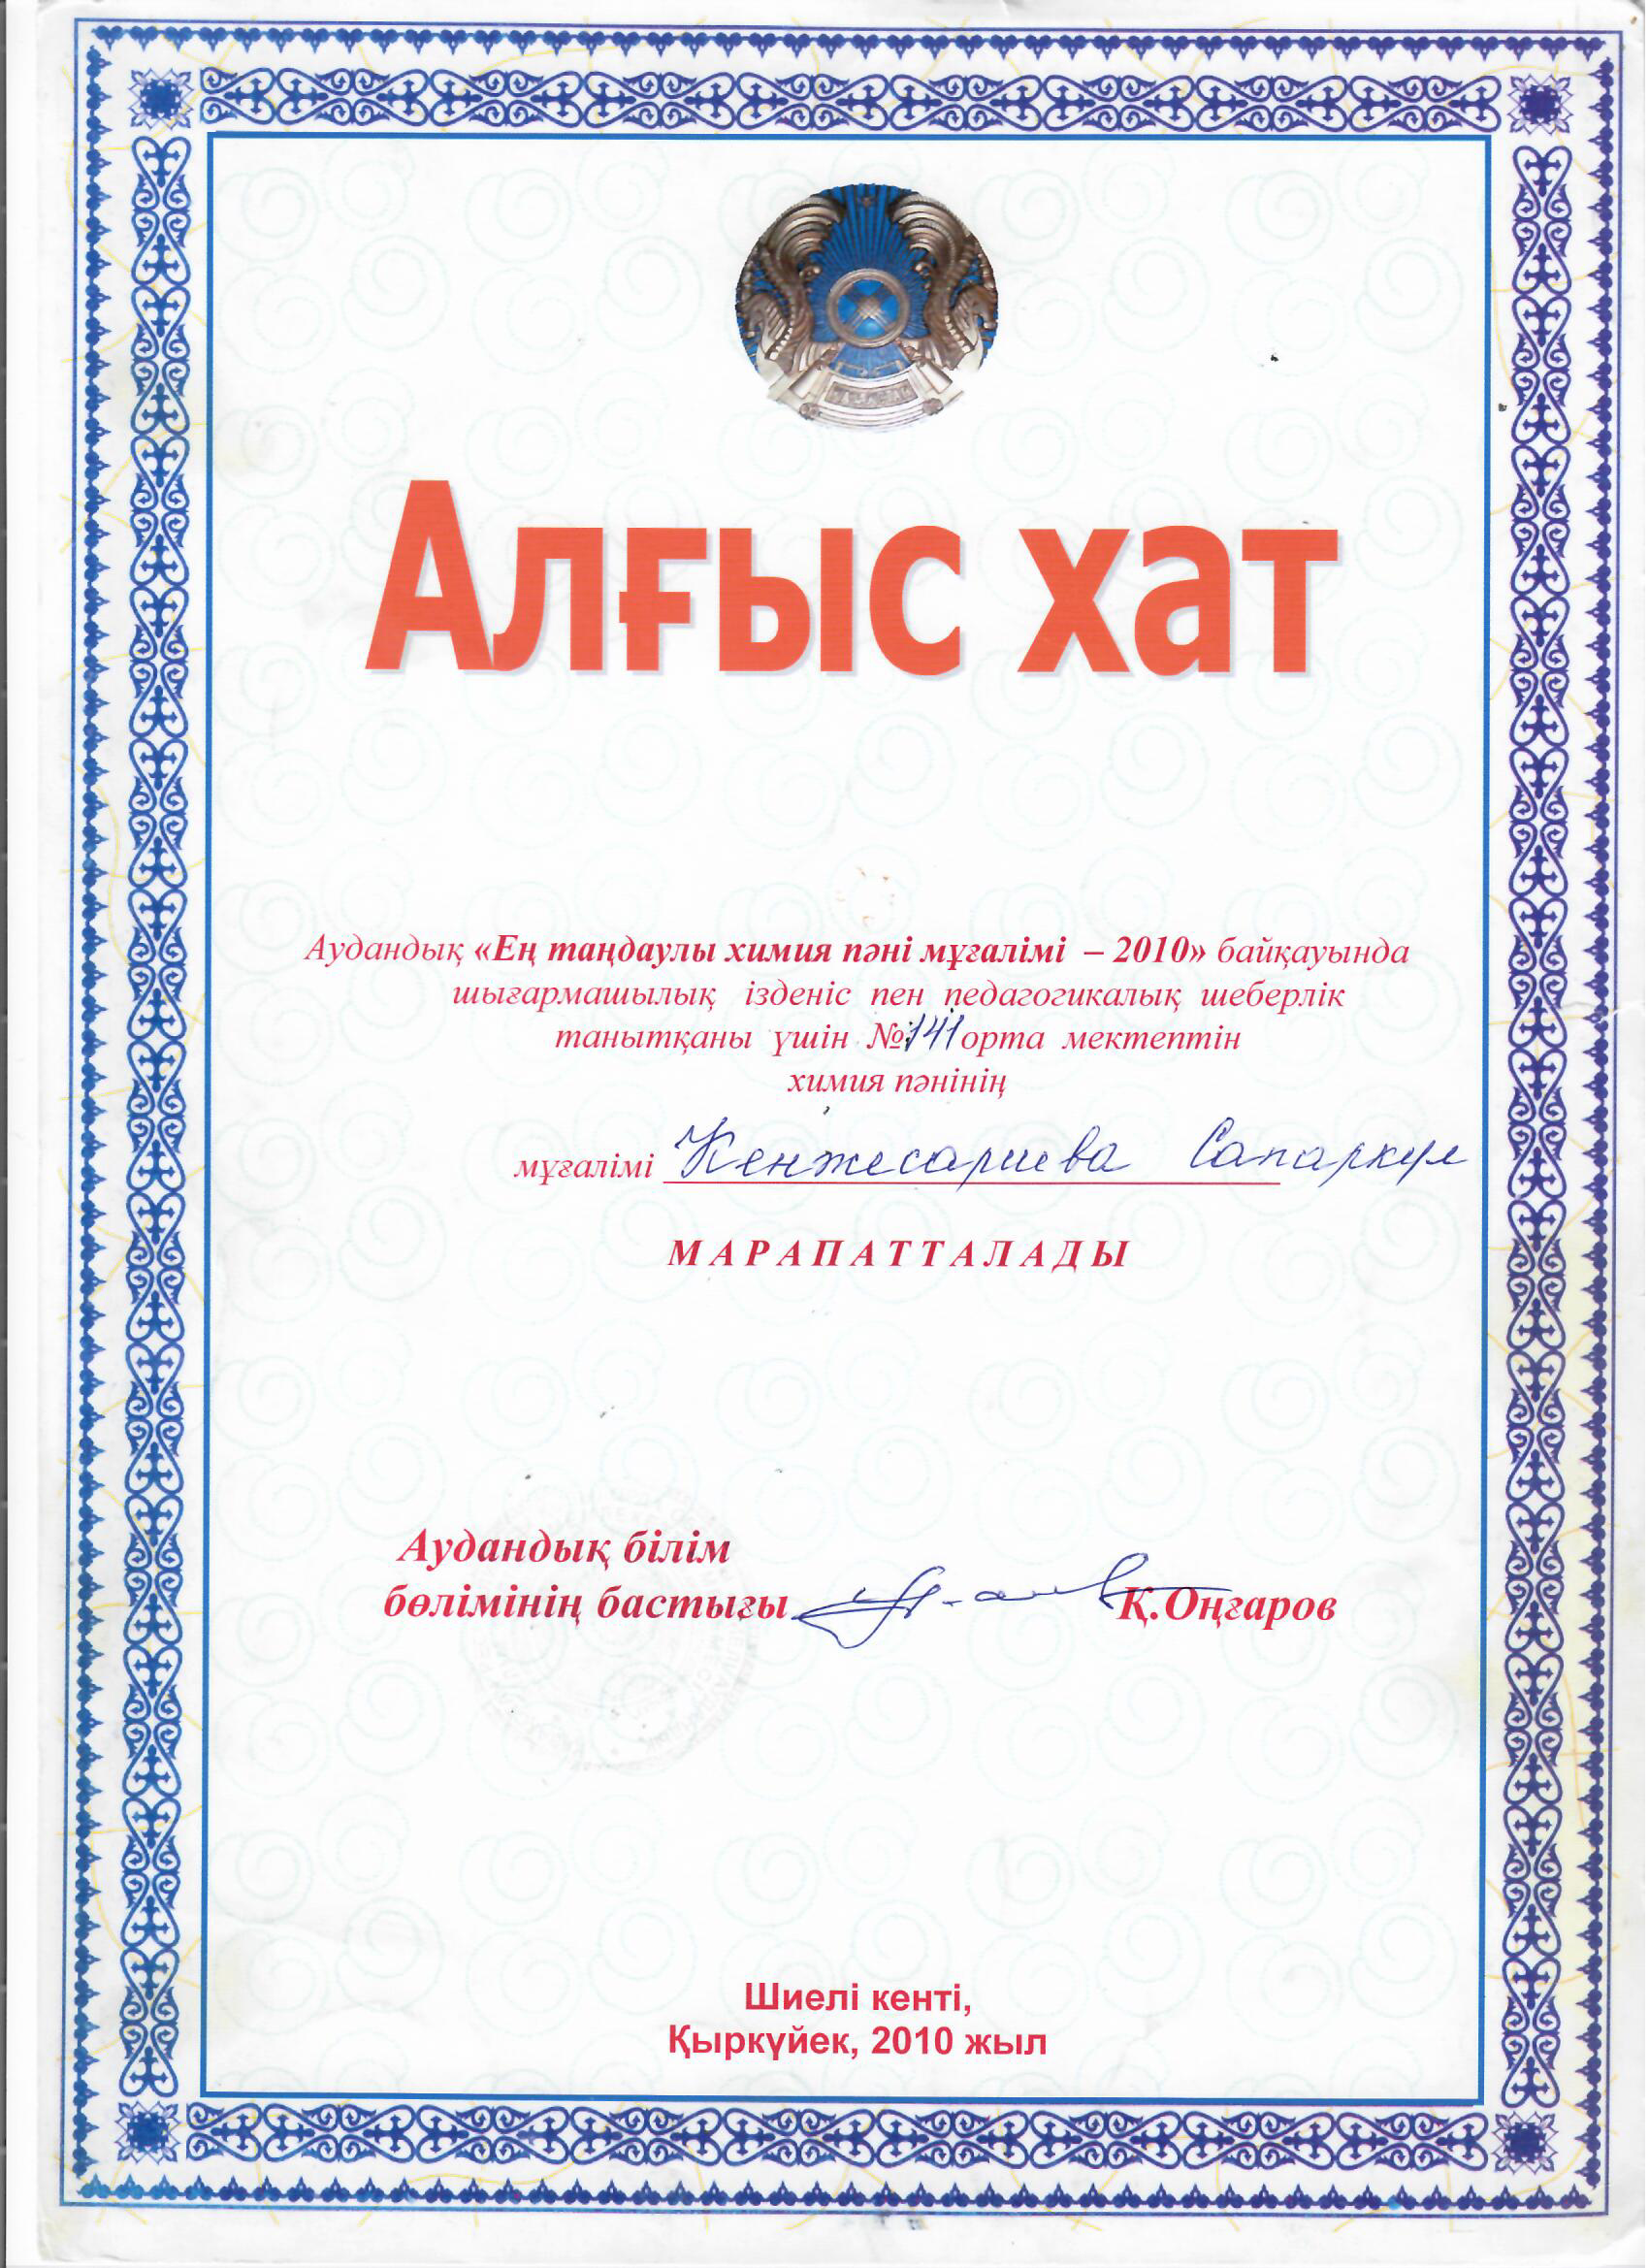 Алғыс хат
Аудандық «Ең таңдаулы химия пәні мұғалімі – 2010» байқауында
шығармашылық ізденіс пен педагогикалық шеберлік
танытқаны үшін №141 орта мектептін
химия пәнінің
мұғалімі Кенжесариева Сапаркүл
МАРАПАТТАЛАДЫ
Аудандық білім
бөлімінің бастығы Қ.Оңғаров
Шиелі кенті,
Қыркүйек, 2010 жыл